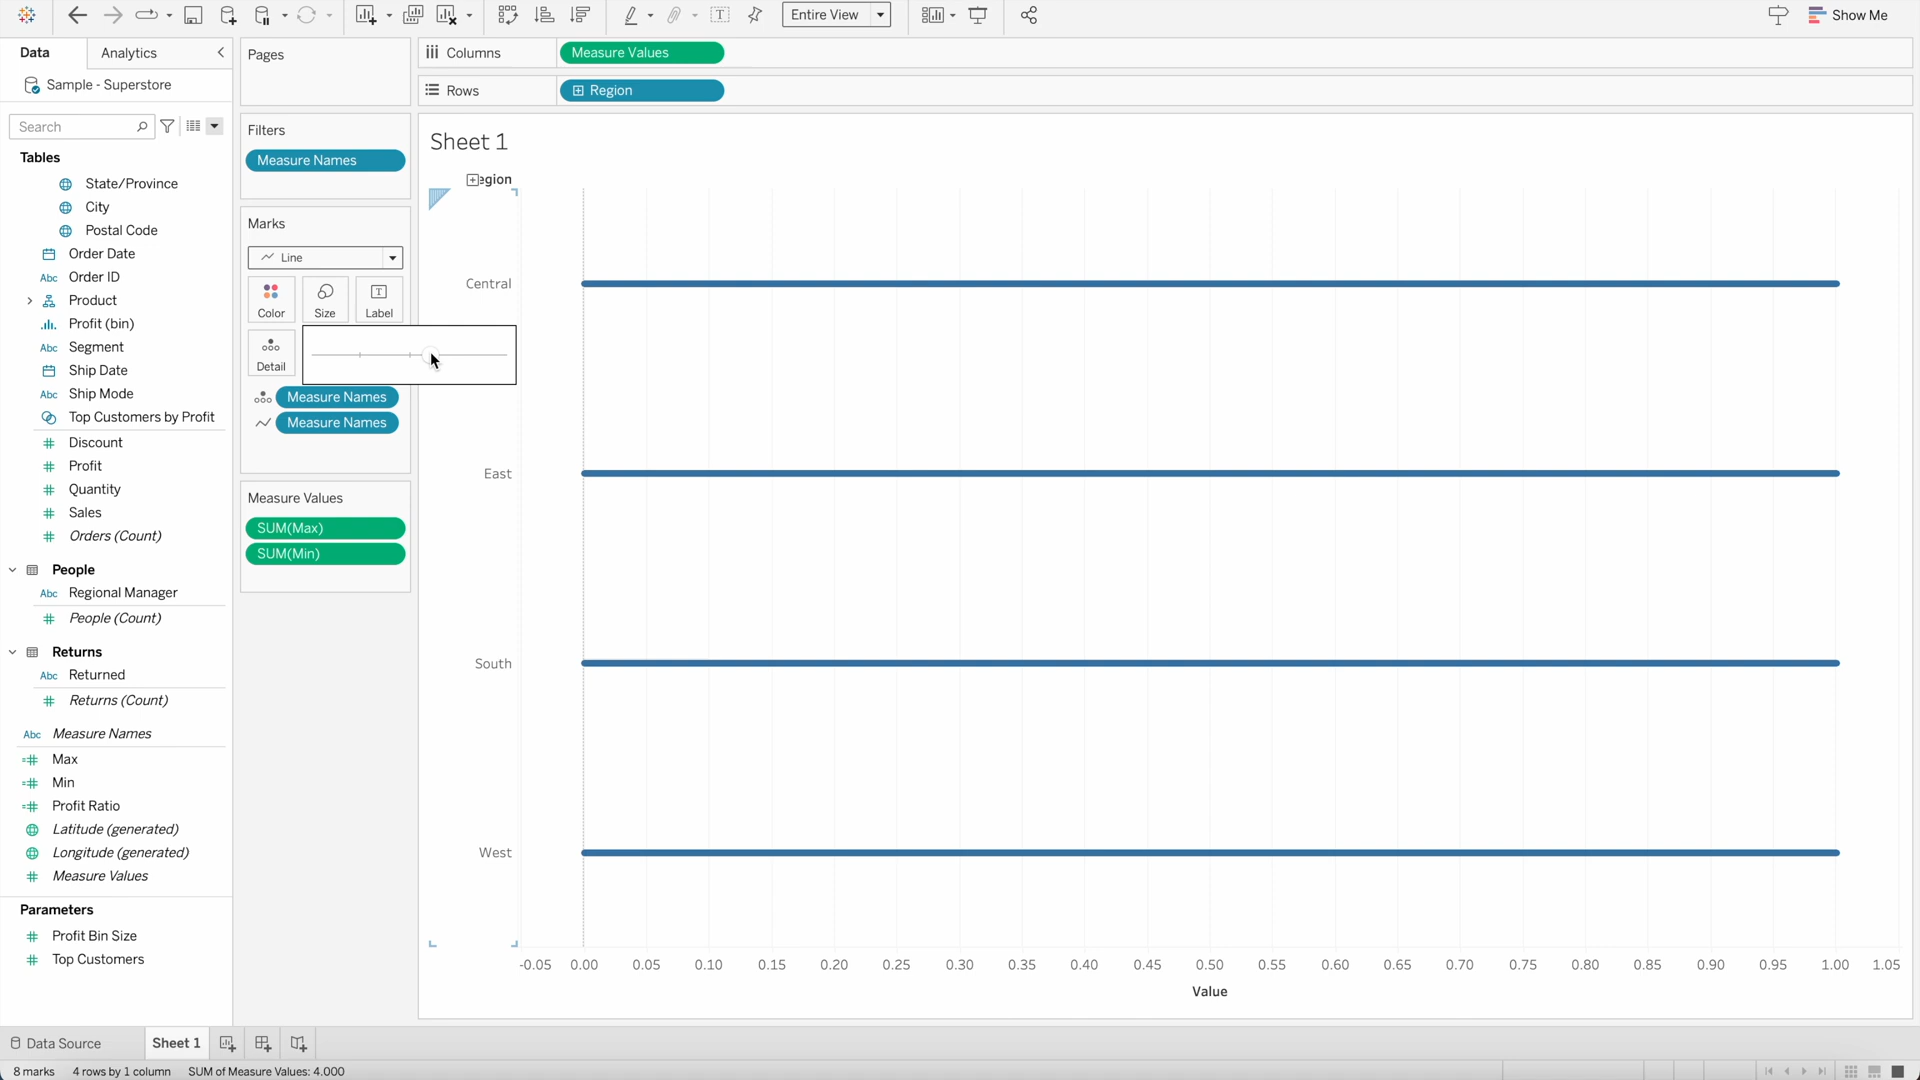 Entire View
Show Me
Data
Analytics
Sample - Superstore
Search
Tables
State/Province
City
Postal Code
Order Date
Abc Order ID
Product
Profit (bin)
Abc Segment
Ship Date
Abc Ship Mode
Top Customers by Profit
Discount
Profit
Quantity
Sales
Orders (Count)
People
Abc Regional Manager
People (Count)
Returns
Abc Returned
Returns (Count)
Abc Measure Names
Max
Min
Profit Ratio
Latitude (generated)
Longitude (generated)
Measure Values
Parameters
Profit Bin Size
Top Customers
Pages
Filters
Measure Names
Marks
Line
Color Size Label
Detail
Measure Names
Measure Names
Measure Values
SUM(Max)
SUM(Min)
Columns Measure Values
Rows Region
Sheet 1
egion
Central
East
South
West
-0.05 0.00 0.05 0.10 0.15 0.20 0.25 0.30 0.35 0.40 0.45 0.50 0.55 0.60 0.65 0.70 0.75 0.80 0.85 0.90 0.95 1.00 1.05
Value
Data Source Sheet 1
8 marks 4 rows by 1 column SUM of Measure Values: 4.000